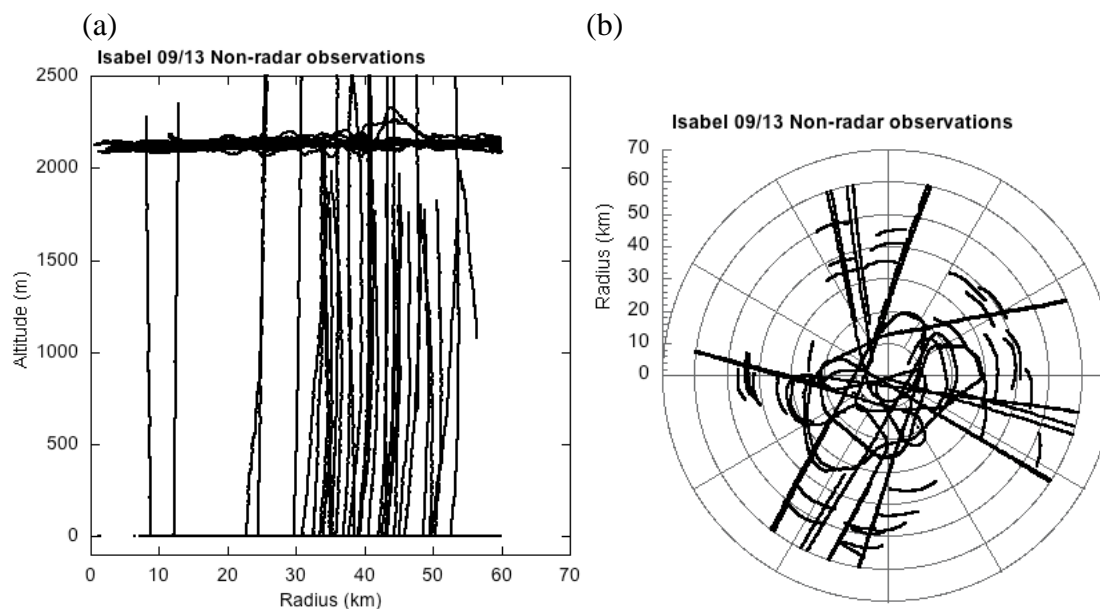 (a)
Isabel 09/13 Non-radar observations
2500
2000
1500
1000
500
0
Altitude (m)
0 10 20 30 40 50 60 70
Radius (km)
(b)
Isabel 09/13 Non-radar observations
70
60
50
40
30
20
10
0
Radius (km)